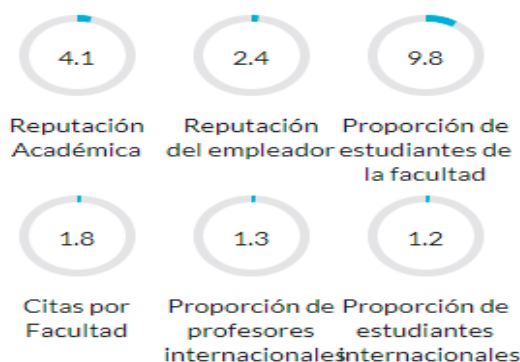 4.1
2.4
9.8
Reputación
Académica
Reputación
del empleador
Proporción de
estudiantes de
la facultad
1.8
1.3
1.2
Citas por
Facultad
Proporción de
profesores
internacionales
Proporción de
estudiantes
internacionales